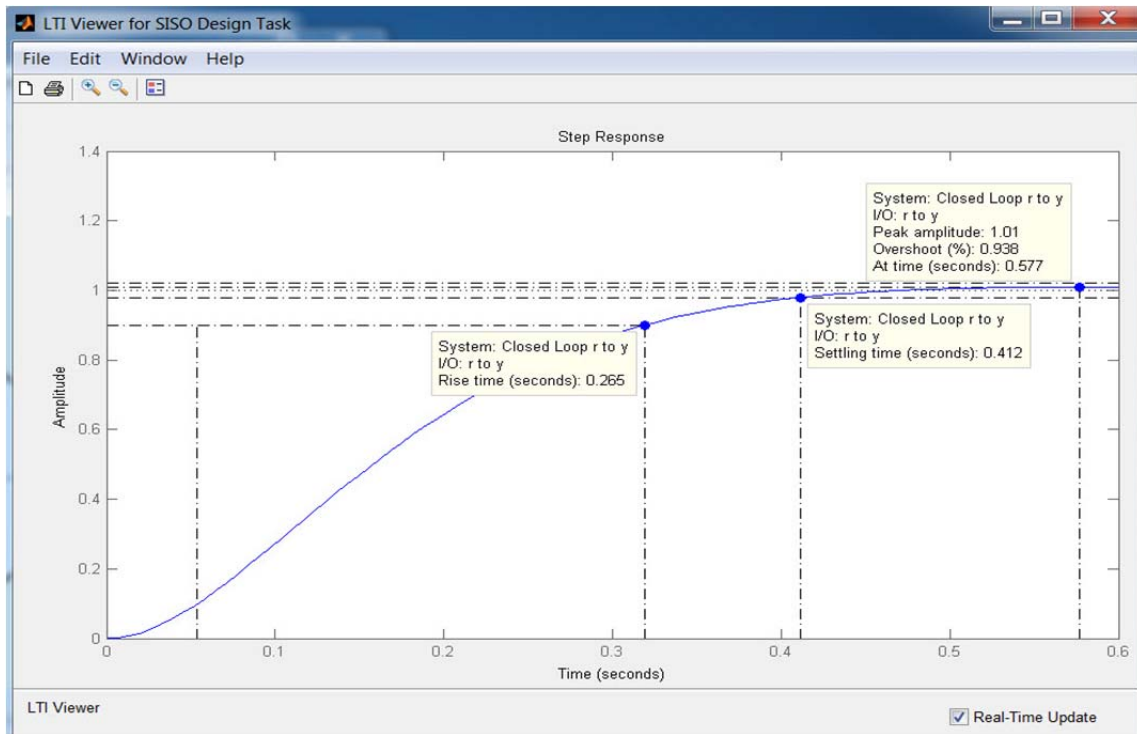 LTI Viewer for SISO Design Task
File Edit Window Help
Step Response
1.4
1.2
1
0.8
0.6
0.4
0.2
0
Amplitude
System: Closed Loop r to y
I/O: r to y
Peak amplitude: 1.01
Overshoot (%): 0.938
At time (seconds): 0.577
System: Closed Loop r to y
I/O: r to y
Settling time (seconds): 0.412
System: Closed Loop r to y
I/O: r to y
Rise time (seconds): 0.265
0 0.1 0.2 0.3 0.4 0.5 0.6
Time (seconds)
LTI Viewer
Real-Time Update